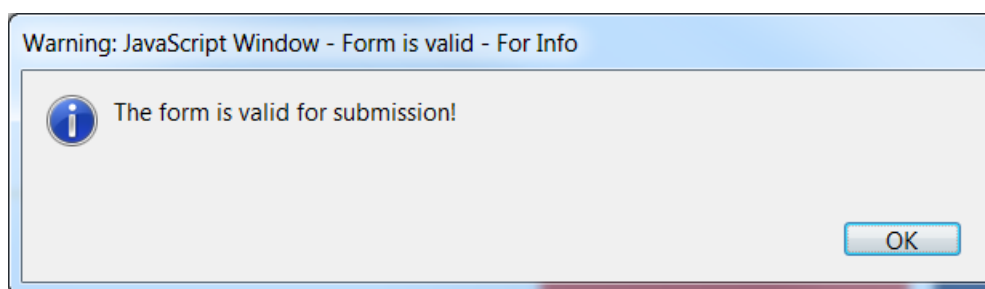 Warning: JavaScript Window - Form is valid - For Info
The form is valid for submission!
OK